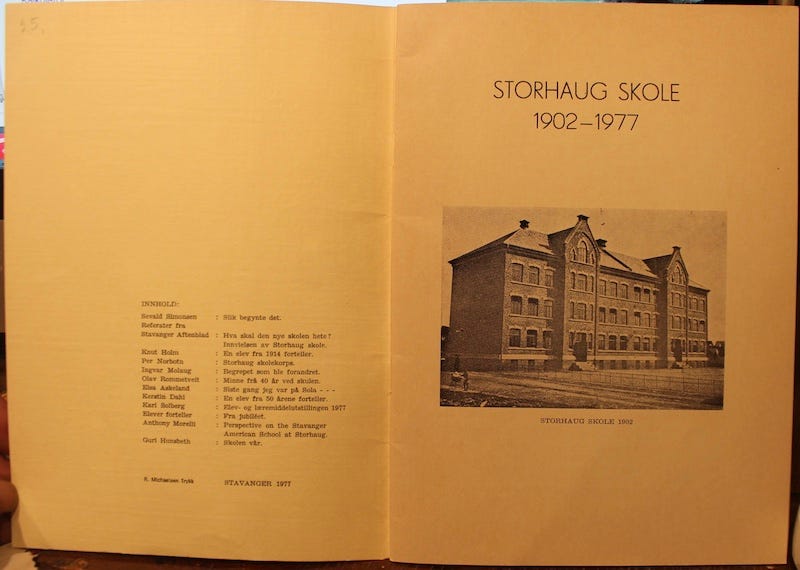 25,
INNHOLD:
Sevald Simonsen : Slik begynte det.
Referater fra
Stavanger Aftenblad : Hva skal den nye skolen hete?
Innvielsen av Storhaug skole.
Knut Holm : En elev fra 1914 forteller.
Per Norbotn : Storhaug skolekorps.
Ingvar Molaug : Begrepet som ble forandret.
Olav Rommetveit : Minne frå 40 år ved skulen.
Elsa Askeland : Siste gang jeg var på Sola - - -
Kerstin Dahl : En elev fra 50 årene forteller.
Kari Solberg : Elev- og læremiddelutstillingen 1977
Elever forteller : Fra jubiléet.
Anthony Morelli : Perspective on the Stavanger
American School at Storhaug.
Guri Hunsbeth : Skolen vår.
K. Michaelsen Trykk
STAVANGER 1977
STORHAUG SKOLE
1902–1977
STORHAUG SKOLE 1902